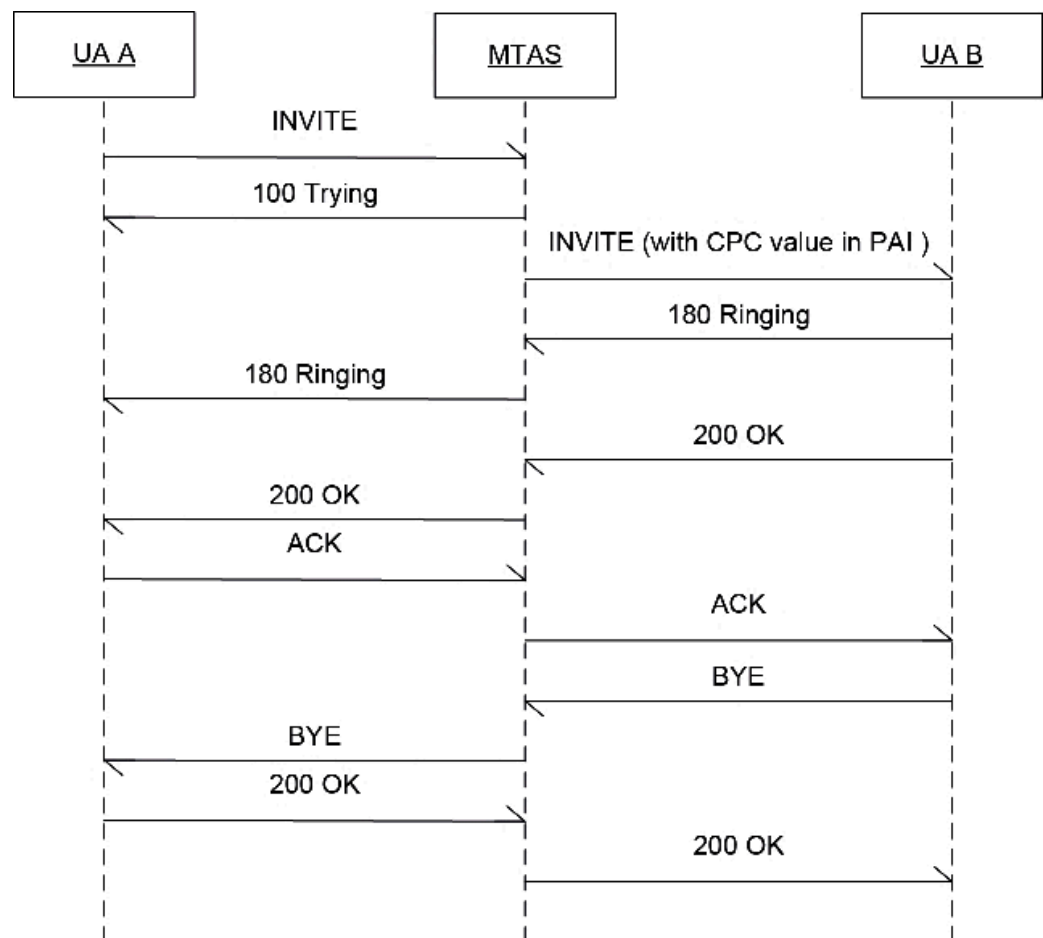 UA A
MTAS
UA B
INVITE
100 Trying
INVITE (with CPC value in PAI )
180 Ringing
180 Ringing
200 OK
200 OK
ACK
ACK
BYE
BYE
200 OK
200 OK